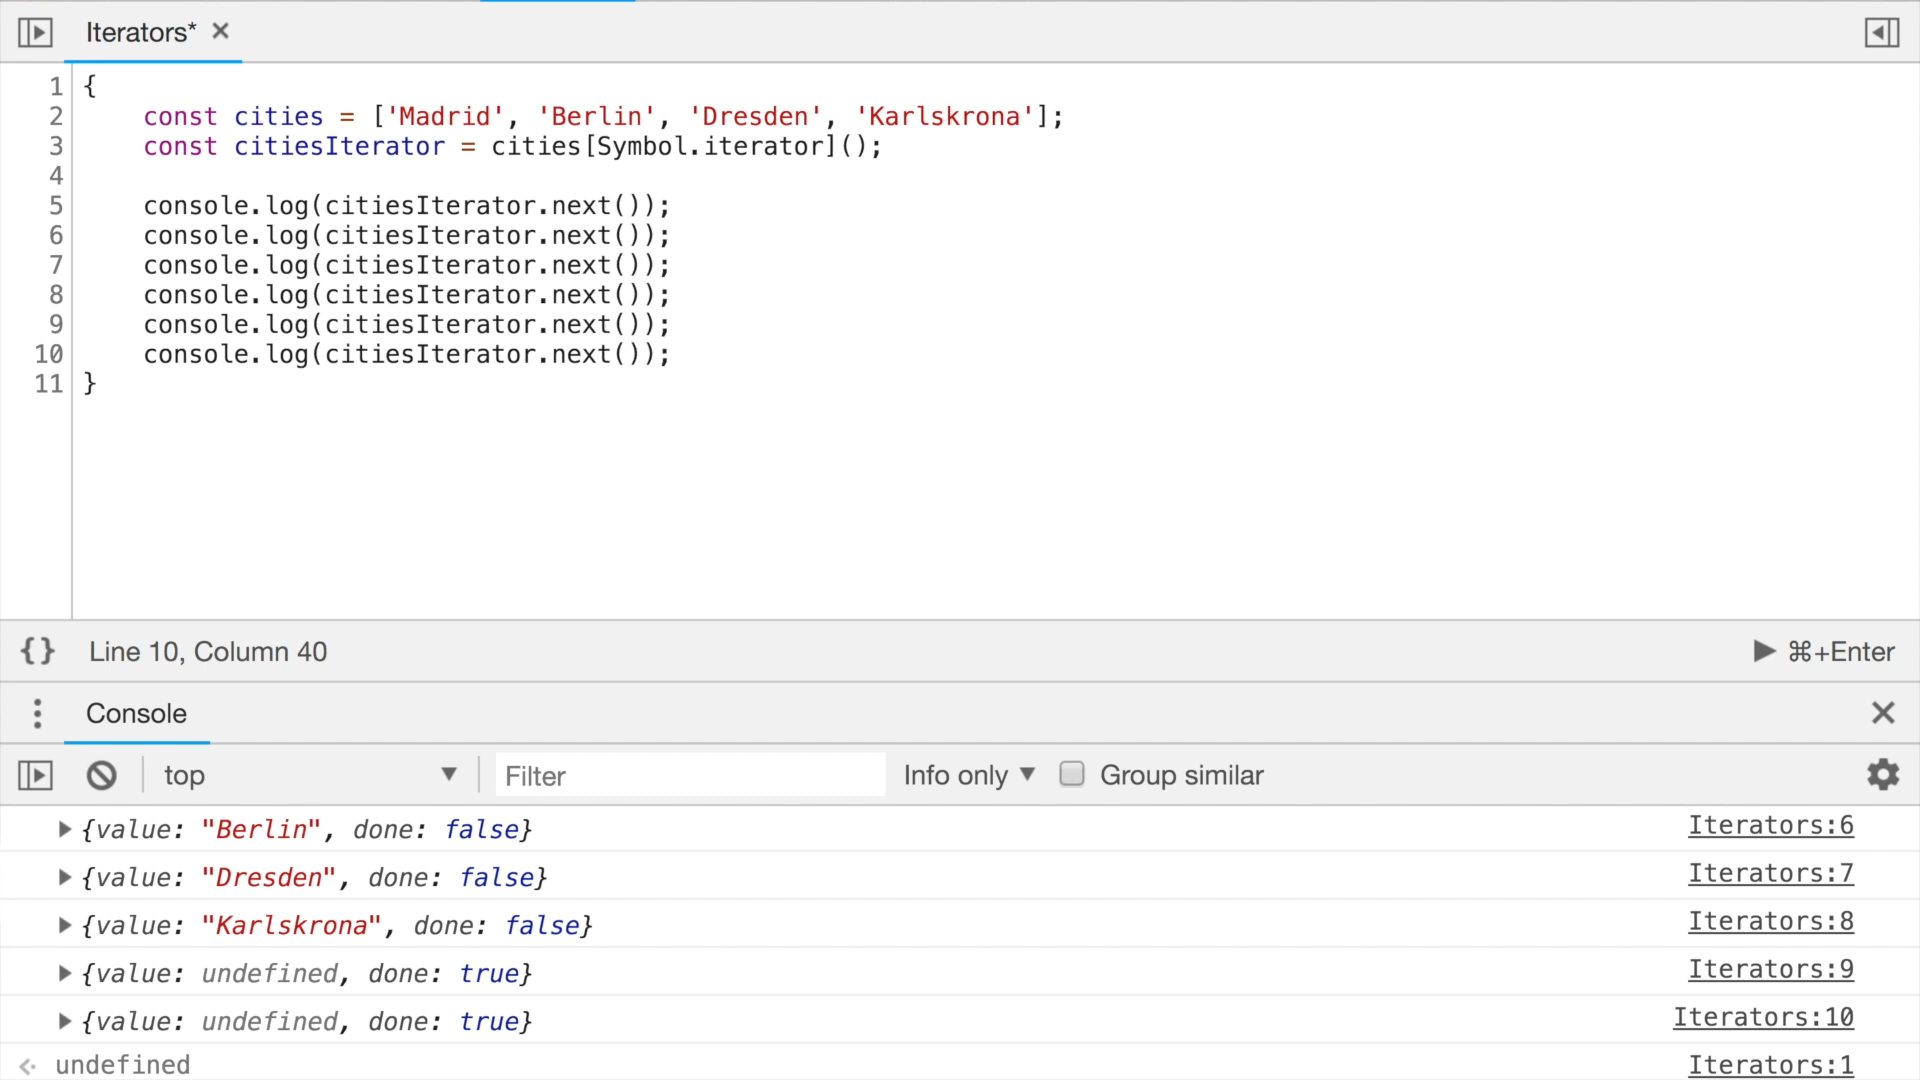 Iterators* ×
1 {
2     const cities = ['Madrid', 'Berlin', 'Dresden', 'Karlskrona'];
3     const citiesIterator = cities[Symbol.iterator]();
4
5     console.log(citiesIterator.next());
6     console.log(citiesIterator.next());
7     console.log(citiesIterator.next());
8     console.log(citiesIterator.next());
9     console.log(citiesIterator.next());
10     console.log(citiesIterator.next());
11 }
{} Line 10, Column 40 ⌘+Enter
Console
top Filter Info only Group similar
{value: "Berlin", done: false} Iterators:6
{value: "Dresden", done: false} Iterators:7
{value: "Karlskrona", done: false} Iterators:8
{value: undefined, done: true} Iterators:9
{value: undefined, done: true} Iterators:10
undefined Iterators:1